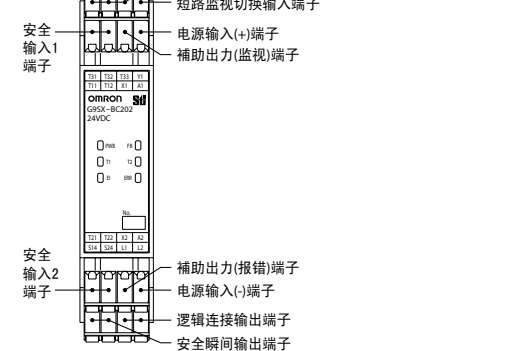 短路监视切换输入端子
安全
输入1
端子
电源输入(+)端子
補助出力(监视)端子
T31 T32 T33 Y1
T11 T12 X1 A1
OMRON STI
G9SX-BC202
24VDC
PWR FB
T1 T2
EI ERR
No.
T21 T22 X2 A2
S14 S24 L1 L2
安全
输入2
端子
補助出力(报错)端子
电源输入(-)端子
逻辑连接输出端子
安全瞬间输出端子